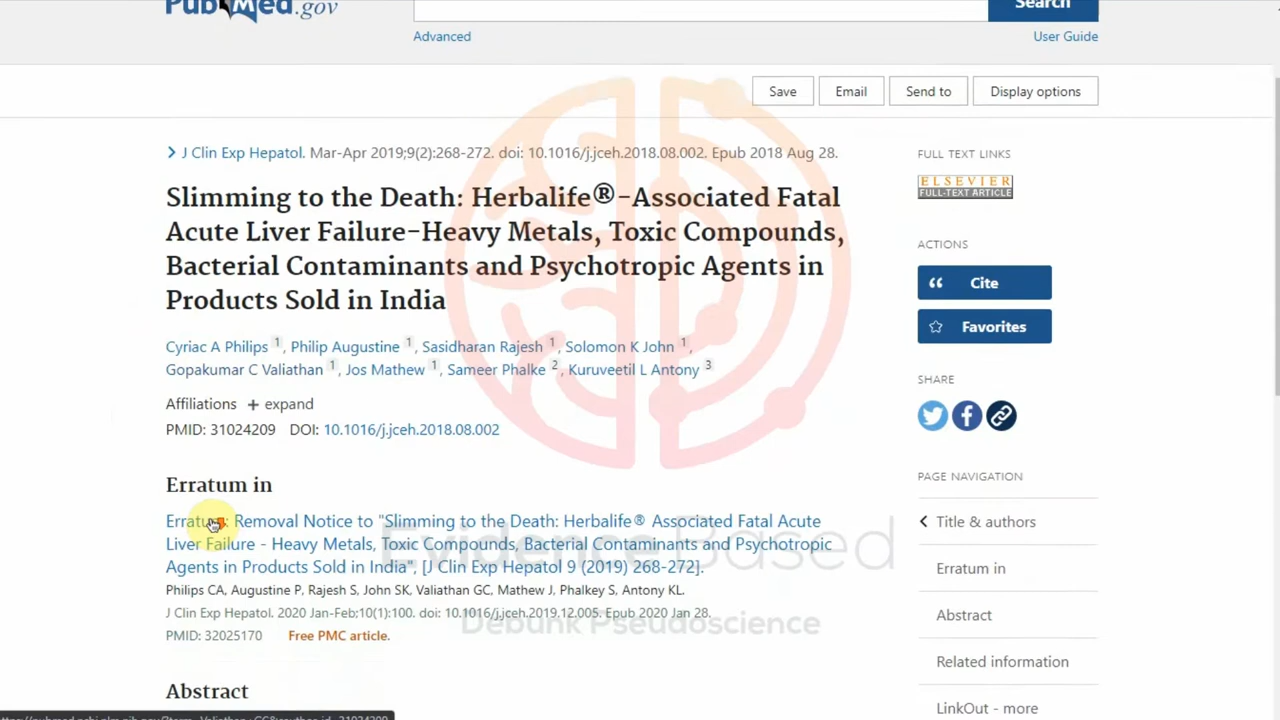 PubMed.gov
Search
Advanced
User Guide
Save
Email
Send to
Display options
J Clin Exp Hepatol. Mar-Apr 2019;9(2):268-272. doi: 10.1016/j.jceh.2018.08.002. Epub 2018 Aug 28.
Slimming to the Death: Herbalife®-Associated Fatal
Acute Liver Failure-Heavy Metals, Toxic Compounds,
Bacterial Contaminants and Psychotropic Agents in
Products Sold in India
Cyriac A Philips 1, Philip Augustine 1, Sasidharan Rajesh 1, Solomon K John 1,
Gopakumar C Valiathan 1, Jos Mathew 1, Sameer Phalke 2, Kuruveetil L Antony 3
Affiliations + expand
PMID: 31024209 DOI: 10.1016/j.jceh.2018.08.002
Erratum in
Erratum: Removal Notice to "Slimming to the Death: Herbalife® Associated Fatal Acute
Liver Failure - Heavy Metals, Toxic Compounds, Bacterial Contaminants and Psychotropic
Agents in Products Sold in India", [J Clin Exp Hepatol 9 (2019) 268-272].
Philips CA, Augustine P, Rajesh S, John SK, Valiathan GC, Mathew J, Phalkey S, Antony KL.
J Clin Exp Hepatol. 2020 Jan-Feb;10(1):100. doi: 10.1016/j.jceh.2019.12.005. Epub 2020 Jan 28.
PMID: 32025170 Free PMC article.
Abstract
Evidence Based
Debunk Pseudoscience
FULL TEXT LINKS
ELSEVIER
FULL-TEXT ARTICLE
ACTIONS
Cite
Favorites
SHARE
PAGE NAVIGATION
Title & authors
Erratum in
Abstract
Related information
LinkOut - more